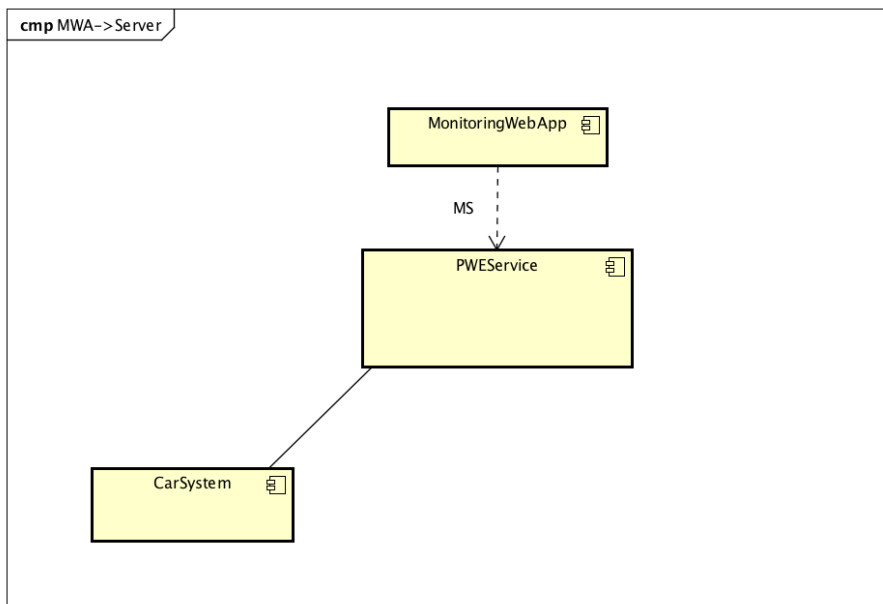 cmp MWA->Server
MonitoringWebApp
MS
PWEService
CarSystem